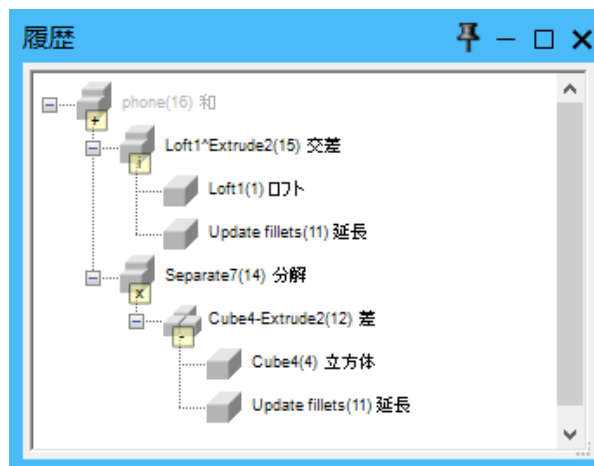 履歴
phone(16) 和
Loft1^Extrude2(15) 交差
Loft1(1) ロフト
Update fillets(11) 延長
Separate7(14) 分解
Cube4-Extrude2(12) 差
Cube4(4) 立方体
Update fillets(11) 延長